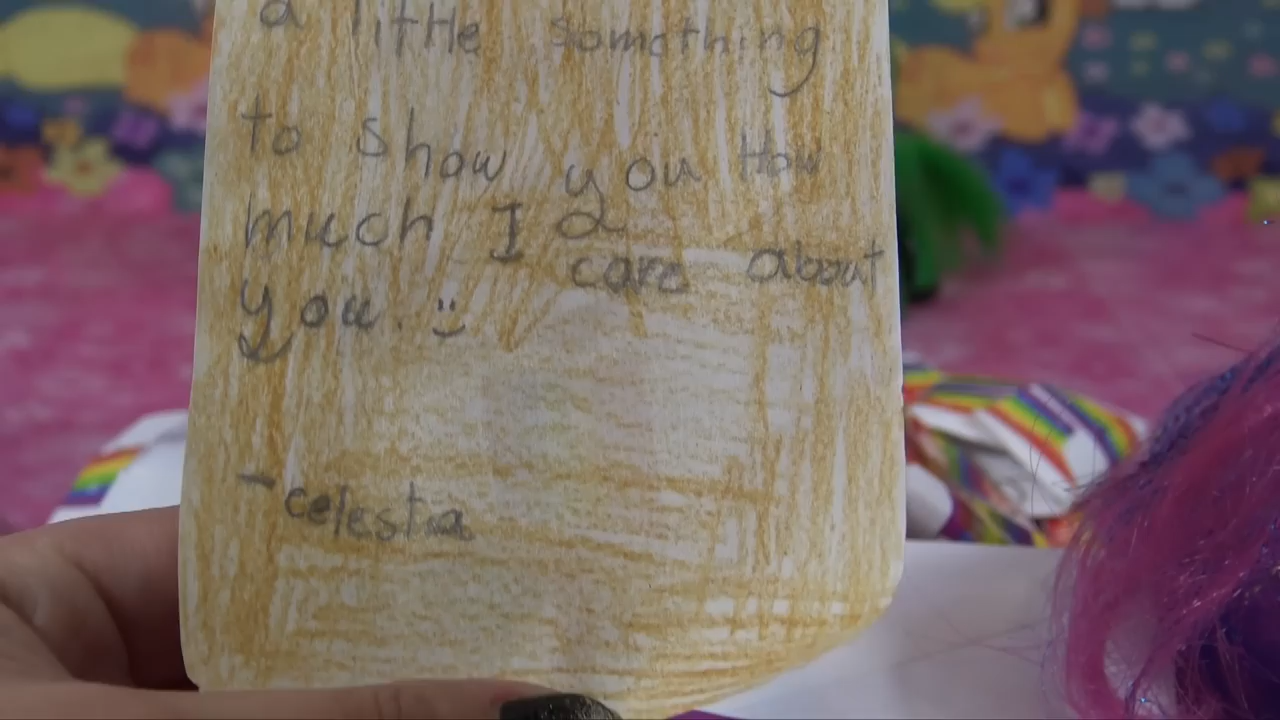 a little something
to show you How
much I
care about
you. :)
- celestia